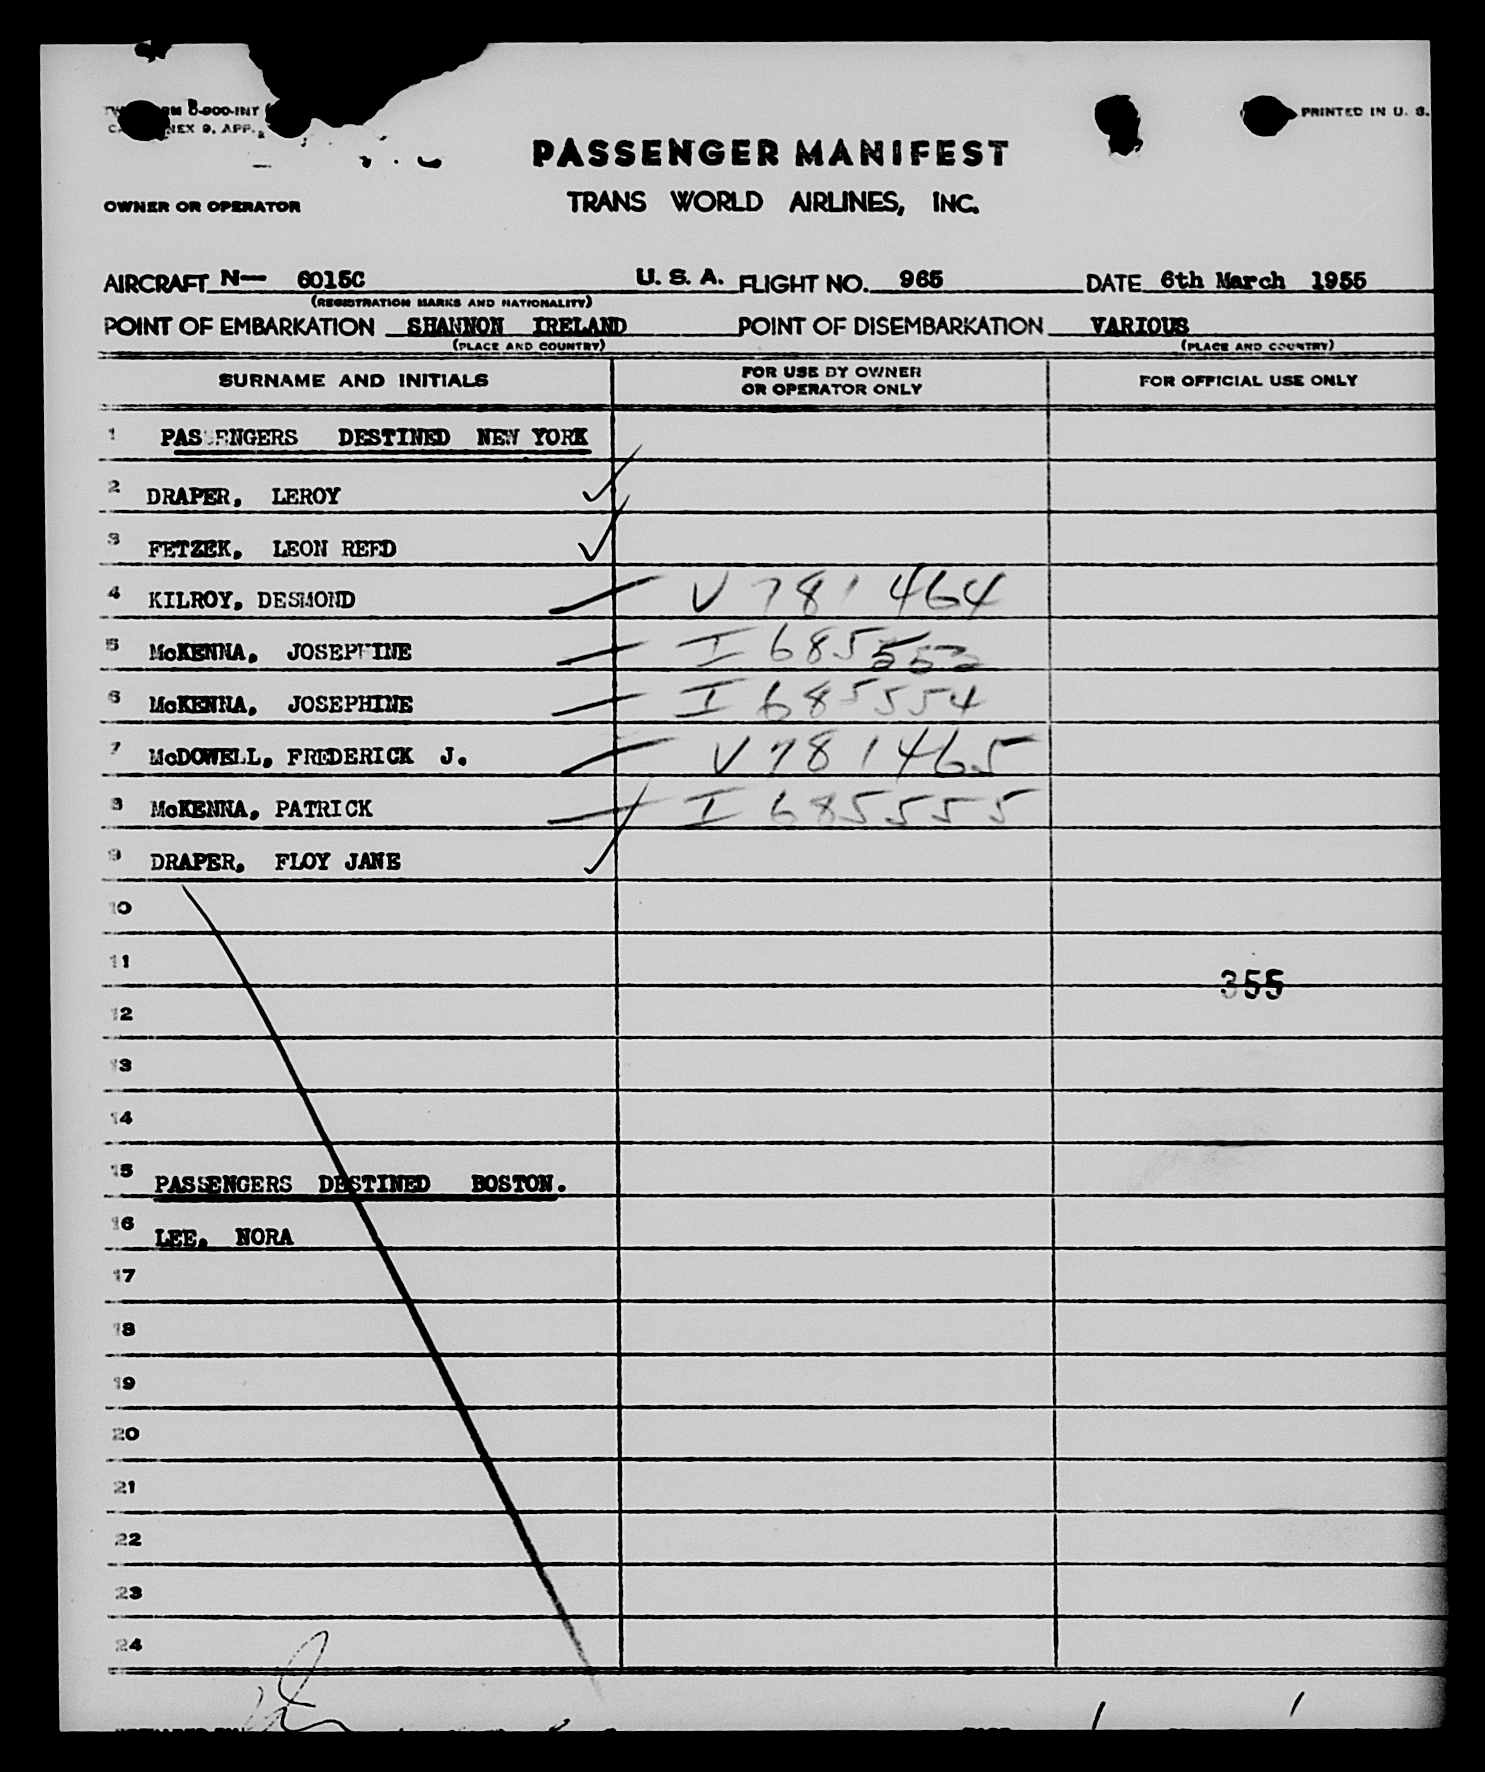 PRINTED IN U. S.
PASSENGER MANIFEST
OWNER OR OPERATOR
TRANS WORLD AIRLINES, INC.
AIRCRAFT N— 6015C U. S. A. FLIGHT NO. 965 DATE 6th March 1955
(REGISTRATION MARKS AND NATIONALITY)
POINT OF EMBARKATION SHANNON IRELAND POINT OF DISEMBARKATION VARIOUS
(PLACE AND COUNTRY) (PLACE AND COUNTRY)
SURNAME AND INITIALS FOR USE BY OWNER OR OPERATOR ONLY FOR OFFICIAL USE ONLY
1 PASSENGERS DESTINED NEW YORK
2 DRAPER, LEROY ✓
3 FETZEK, LEON REED ✓
4 KILROY, DESMOND — V 781 464
5 McKENNA, JOSEPHINE — I 685553
6 McKENNA, JOSEPHINE — I 685554
7 McDOWELL, FREDERICK J. — V 781465
8 McKENNA, PATRICK — I 685555
9 DRAPER, FLOY JANE ✓
10
11
355
12
13
14
15 PASSENGERS DESTINED BOSTON.
16 LEE, NORA
17
18
19
20
21
22
23
24